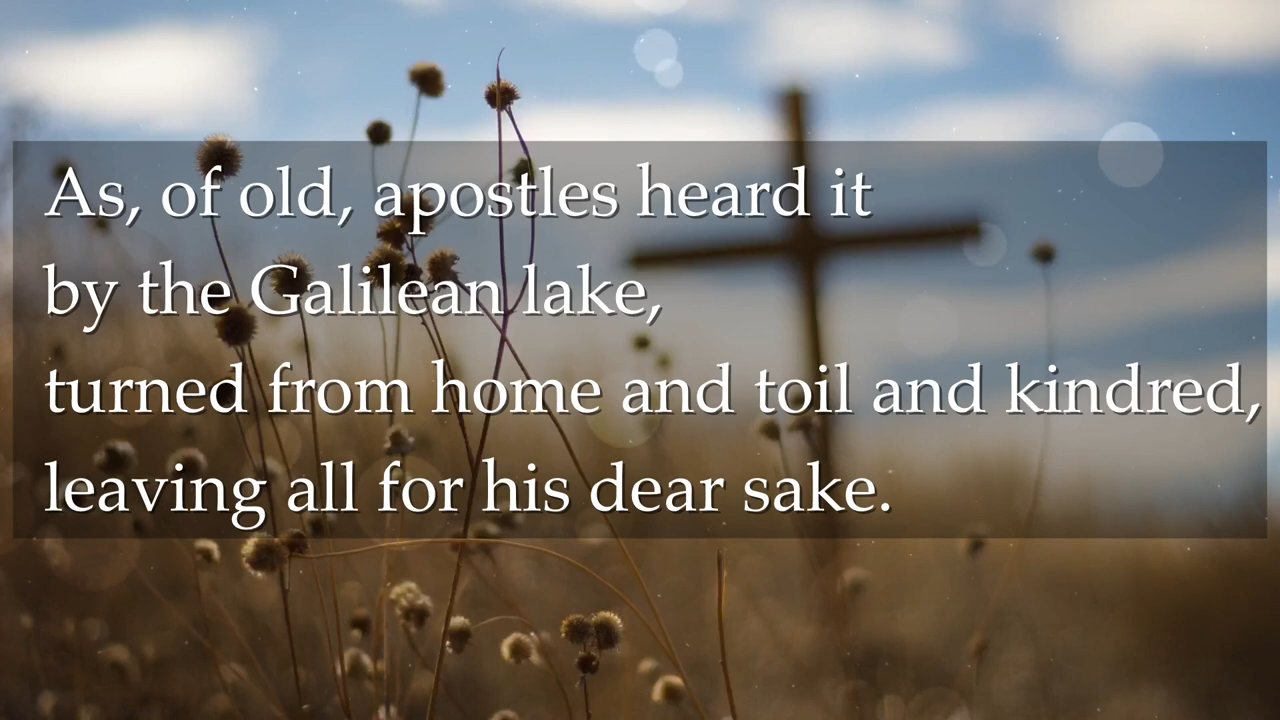 As, of old, apostles heard it
by the Galilean lake,
turned from home and toil and kindred,
leaving all for his dear sake.